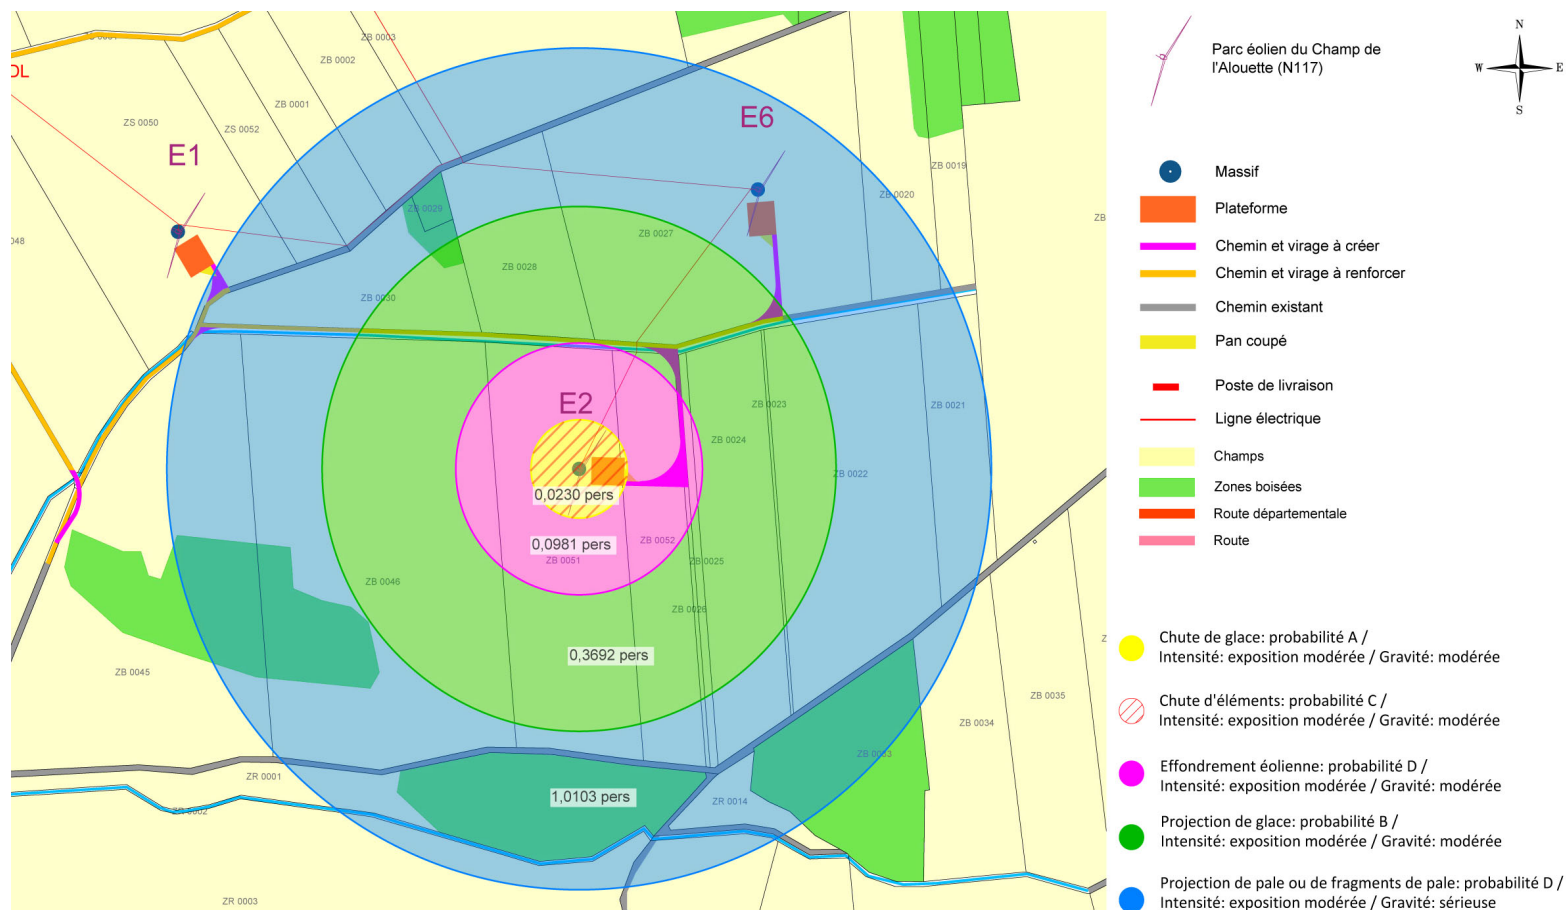 ZB 0003
ZB 0002
ZB 0001
ZS 0050
ZS 0052
OL
E1
E6
ZB 0019
ZB 0020
ZB
ZB 0029
ZB 0027
ZB 0028
ZB 0030
048
E2
ZB 0023
ZB 0021
ZB 0024
ZB 0022
0,0230 pers
0,0981 pers
ZB 0052
ZB 0051
ZB 0025
ZB 0046
ZB 0026
0,3692 pers
ZB 0045
ZB 0035
ZB 0034
ZB 0053
ZR 0001
1,0103 pers
ZR 0014
ZR 0002
ZR 0003
Parc éolien du Champ de
l'Alouette (N117)
N
W
E
S
Massif
Plateforme
Chemin et virage à créer
Chemin et virage à renforcer
Chemin existant
Pan coupé
Poste de livraison
Ligne électrique
Champs
Zones boisées
Route départementale
Route
Chute de glace: probabilité A /
Intensité: exposition modérée / Gravité: modérée
Chute d'éléments: probabilité C /
Intensité: exposition modérée / Gravité: modérée
Effondrement éolienne: probabilité D /
Intensité: exposition modérée / Gravité: modérée
Projection de glace: probabilité B /
Intensité: exposition modérée / Gravité: modérée
Projection de pale ou de fragments de pale: probabilité D /
Intensité: exposition modérée / Gravité: sérieuse